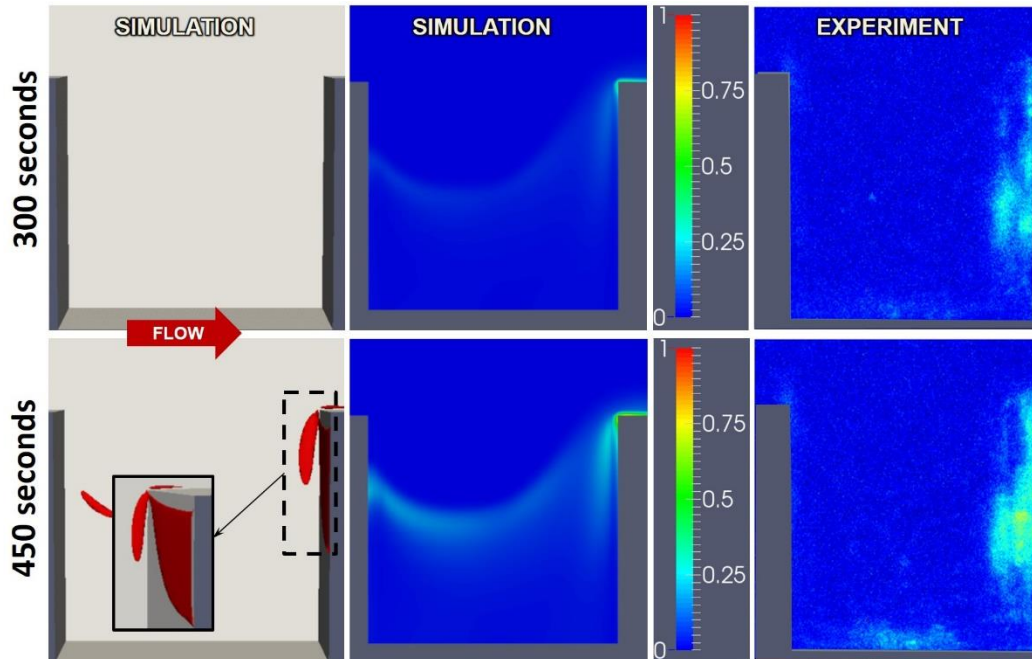 SIMULATION
SIMULATION
EXPERIMENT
300 seconds
1
0.75
0.5
0.25
0
FLOW
450 seconds
1
0.75
0.5
0.25
0